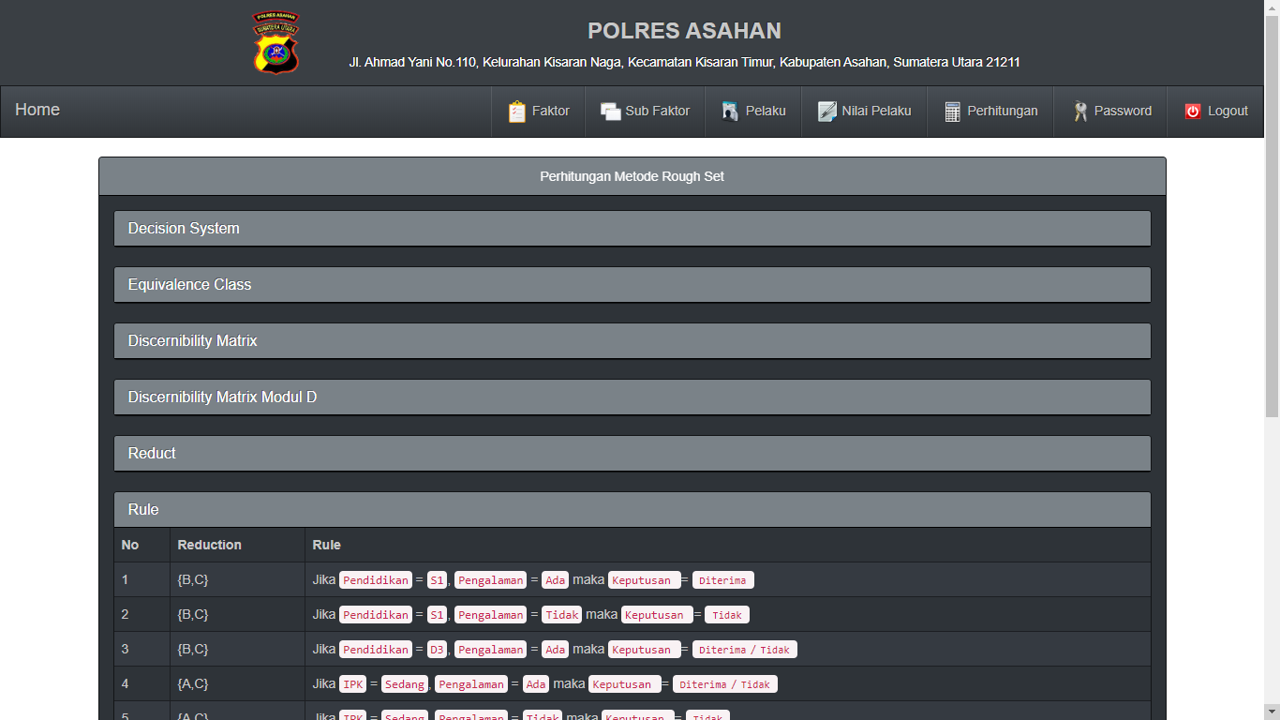 POLRES ASAHAN
SUMATERA UTARA
POLRES ASAHAN
Jl. Ahmad Yani No.110, Kelurahan Kisaran Naga, Kecamatan Kisaran Timur, Kabupaten Asahan, Sumatera Utara 21211
Home Faktor Sub Faktor Pelaku Nilai Pelaku Perhitungan Password Logout
Perhitungan Metode Rough Set
Decision System
Equivalence Class
Discernibility Matrix
Discernibility Matrix Modul D
Reduct
Rule
No Reduction Rule
1 {B,C} Jika Pendidikan = S1, Pengalaman = Ada maka Keputusan = Diterima
2 {B,C} Jika Pendidikan = S1, Pengalaman = Tidak maka Keputusan = Tidak
3 {B,C} Jika Pendidikan = D3, Pengalaman = Ada maka Keputusan = Diterima / Tidak
4 {A,C} Jika IPK = Sedang, Pengalaman = Ada maka Keputusan = Diterima / Tidak
5 {A,C} Jika IPK = Sedang, Pengalaman = Tidak maka Keputusan = Tidak